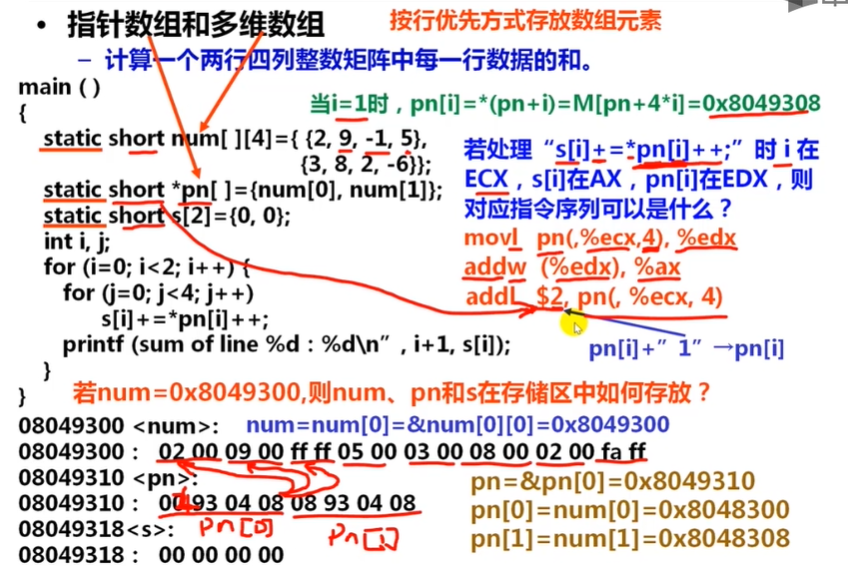 • 指针数组和多维数组
按行优先方式存放数组元素
– 计算一个两行四列整数矩阵中每一行数据的和。
main ( )
{
static short num[ ][4]={ {2, 9, -1, 5},
{3, 8, 2, -6}};
static short *pn[ ]={num[0], num[1]};
static short s[2]={0, 0};
int i, j;
for (i=0; i<2; i++) {
for (j=0; j<4; j++)
s[i]+=*pn[i]++;
printf (sum of line %d : %d\n” , i+1, s[i]);
}
}
当i=1时，pn[i]=*(pn+i)=M[pn+4*i]=0x8049308
若处理“s[i]+=*pn[i]++;”时 i 在
ECX，s[i]在AX，pn[i]在EDX，则
对应指令序列可以是什么？
movl pn(,%ecx,4), %edx
addw (%edx), %ax
addl $2, pn(, %ecx, 4)
pn[i]+” 1”→pn[i]
若num=0x8049300,则num、pn和s在存储区中如何存放？
08049300 <num>:
num=num[0]=&num[0][0]=0x8049300
08049300 : 02 00 09 00 ff ff 05 00 03 00 08 00 02 00 fa ff
08049310 <pn>:
08049310 : 00 93 04 08 08 93 04 08
08049318<s>:
08049318 : 00 00 00 00
pn[0]
pn[1]
pn=&pn[0]=0x8049310
pn[0]=num[0]=0x8048300
pn[1]=num[1]=0x8048308